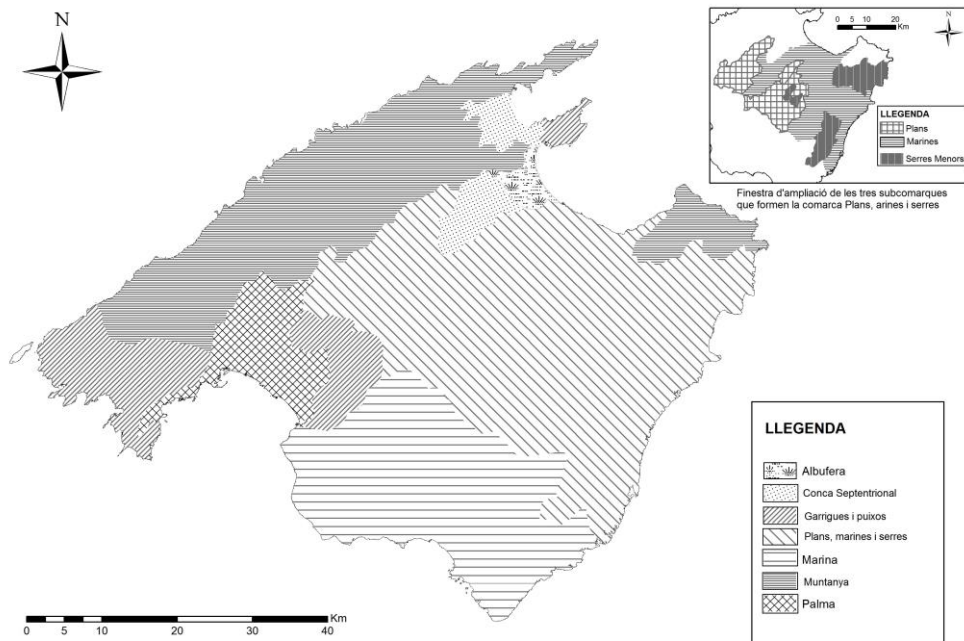 N
0 5 10 20
Km
N
LLEGENDA
Plans
Marines
Serres Menors
Finestra d'ampliació de les tres subcomarques
que formen la comarca Plans, arines i serres
LLEGENDA
Albufera
Conca Septentrional
Garrigues i puixos
Plans, marines i serres
Marina
Muntanya
Palma
Km
0 5 10 20 30 40